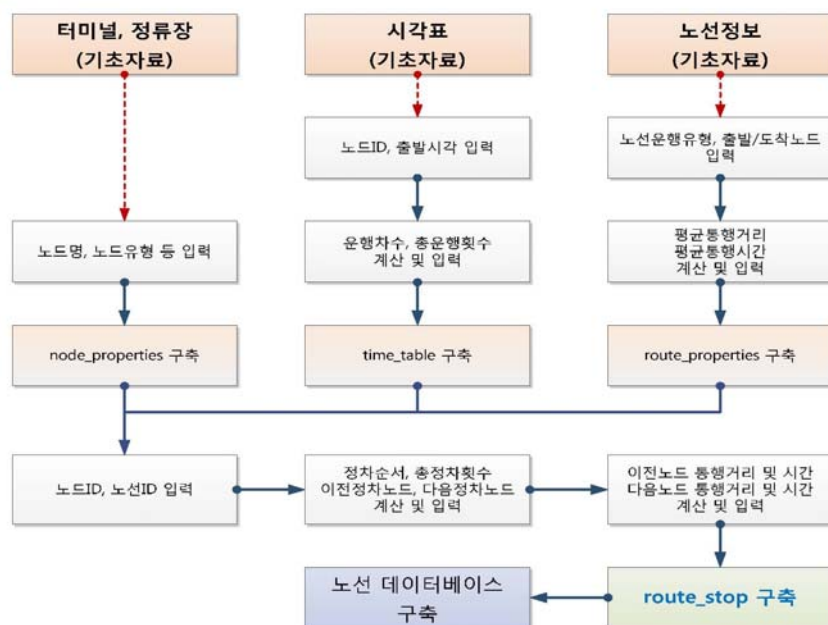 터미널, 정류장
(기초자료)
시각표
(기초자료)
노선정보
(기초자료)
노드ID, 출발시각 입력
노선운행유형, 출발/도착노드
입력
노드명, 노드유형 등 입력
운행차수, 총운행횟수
계산 및 입력
평균통행거리
평균통행시간
계산 및 입력
node_properties 구축
time_table 구축
route_properties 구축
노드ID, 노선ID 입력
정차순서, 총정차횟수
이전정차노드, 다음정차노드
계산 및 입력
이전노드 통행거리 및 시간
다음노드 통행거리 및 시간
계산 및 입력
노선 데이터베이스
구축
route_stop 구축